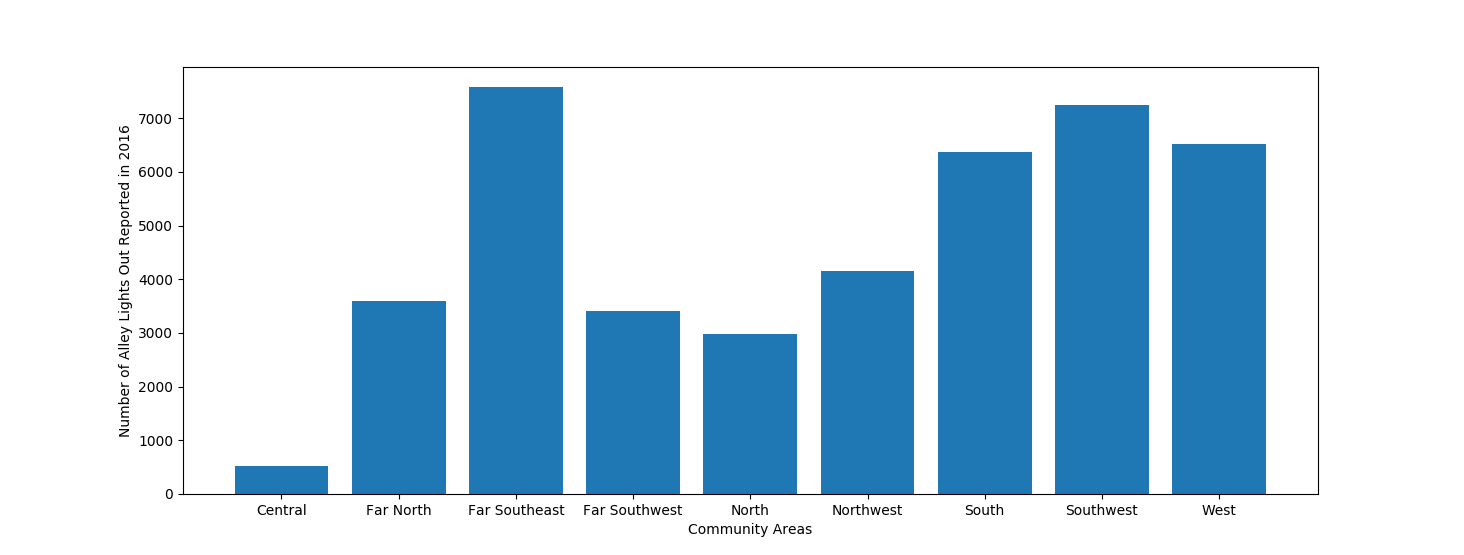 Number of Alley Lights Out Reported in 2016
7000
6000
5000
4000
3000
2000
1000
0
Central Far North Far Southeast Far Southwest North Northwest South Southwest West
Community Areas